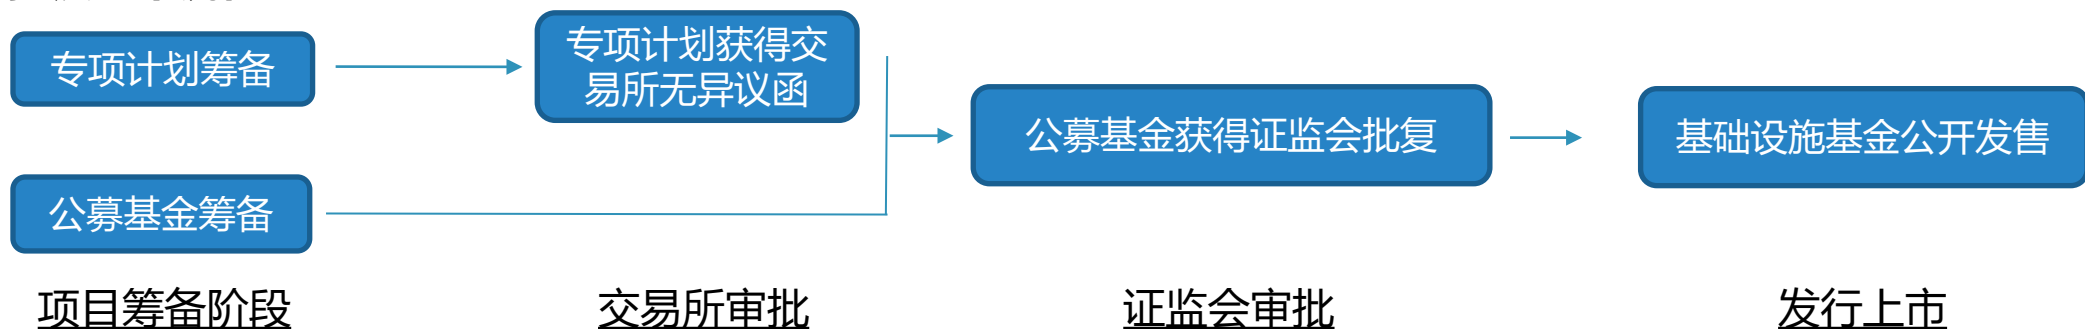 专项计划筹备
专项计划获得交
易所无异议函
公募基金获得证监会批复
基础设施基金公开发售
公募基金筹备
项目筹备阶段
交易所审批
证监会审批
发行上市